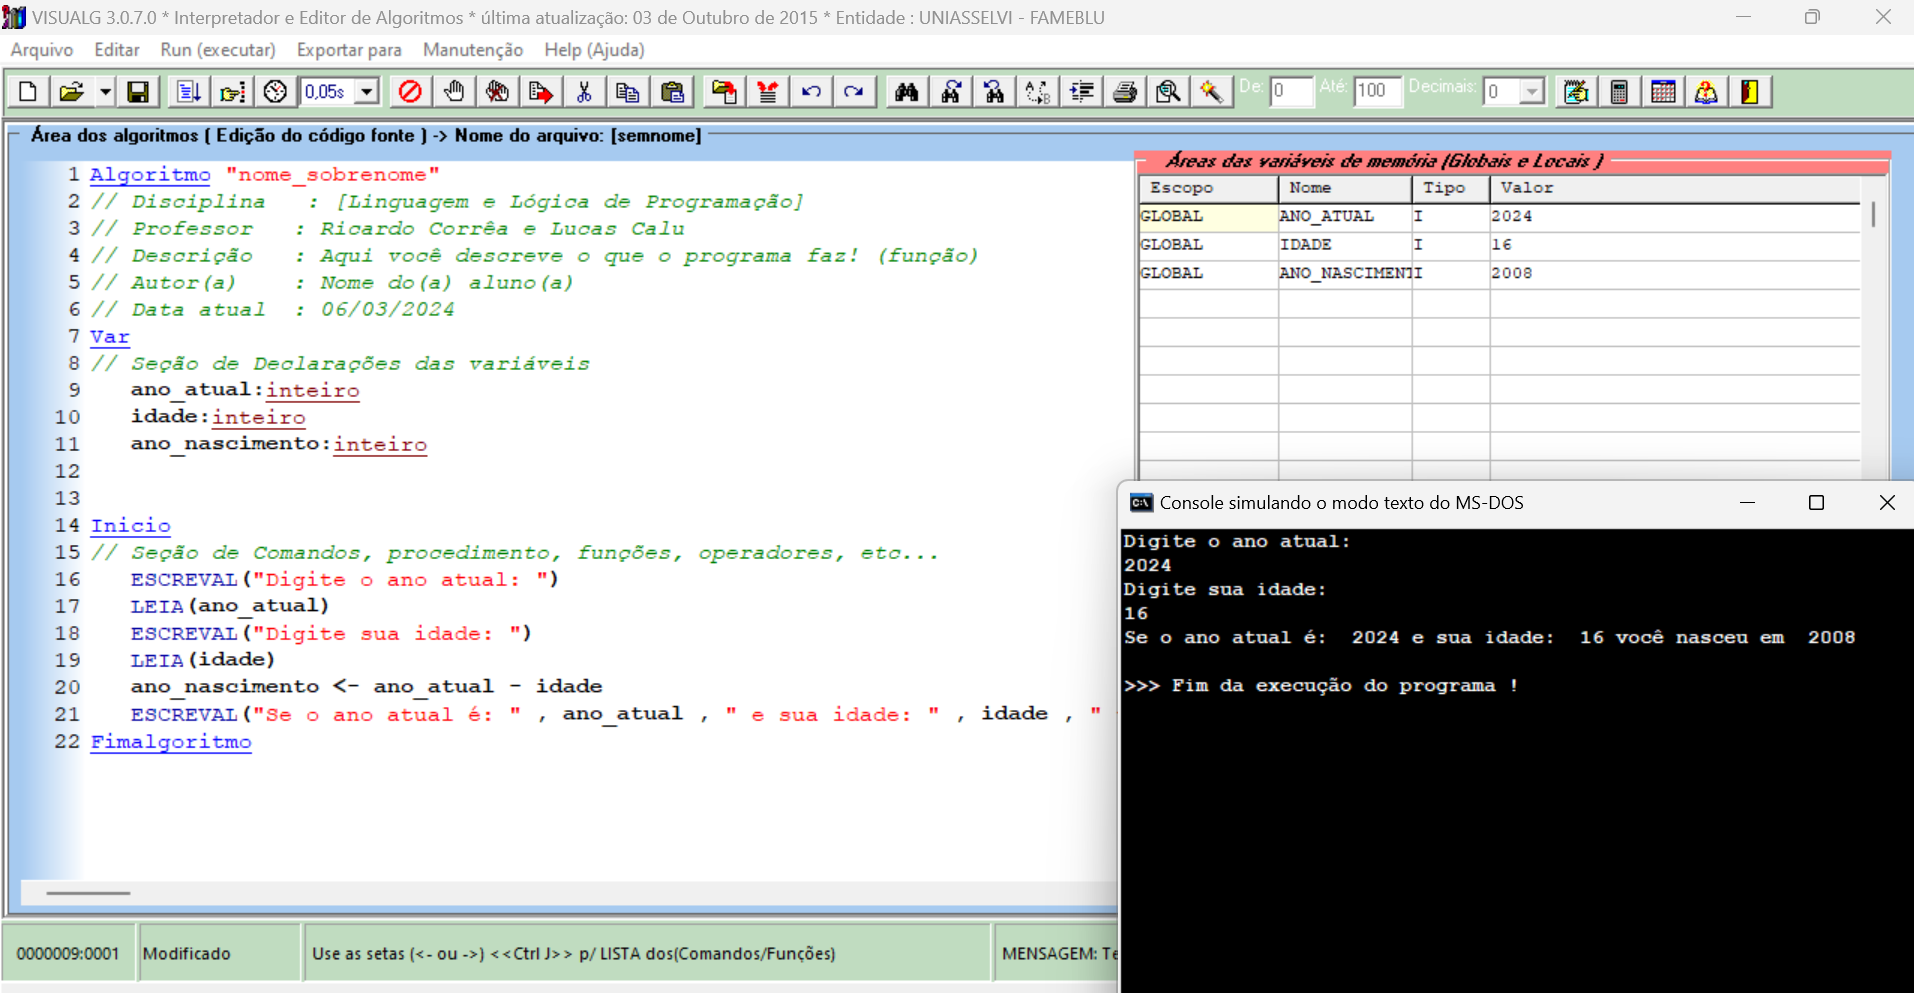 VISUALG 3.0.7.0 * Interpretador e Editor de Algoritmos * última atualização: 03 de Outubro de 2015 * Entidade : UNIASSELVI - FAMEBLU
Arquivo Editar Run (executar) Exportar para Manutenção Help (Ajuda)
0,05s De: 0 Até: 100 Decimais: 0
Área dos algoritmos ( Edição do código fonte ) -> Nome do arquivo: [semnome]
1 Algoritmo "nome_sobrenome"
2 // Disciplina   : [Linguagem e Lógica de Programação]
3 // Professor   : Ricardo Corrêa e Lucas Calu
4 // Descrição   : Aqui você descreve o que o programa faz! (função)
5 // Autor(a)    : Nome do(a) aluno(a)
6 // Data atual  : 06/03/2024
7 Var
8 // Seção de Declarações das variáveis
9    ano_atual:inteiro
10    idade:inteiro
11    ano_nascimento:inteiro
12
13
14 Inicio
15 // Seção de Comandos, procedimento, funções, operadores, etc...
16    ESCREVAL("Digite o ano atual: ")
17    LEIA(ano_atual)
18    ESCREVAL("Digite sua idade: ")
19    LEIA(idade)
20    ano_nascimento <- ano_atual - idade
21    ESCREVAL("Se o ano atual é: " , ano_atual , " e sua idade: " , idade , "
22 Fimalgoritmo
Áreas das variáveis de memória (Globais e Locais )
Escopo Nome Tipo Valor
GLOBAL ANO_ATUAL I 2024
GLOBAL IDADE I 16
GLOBAL ANO_NASCIMENT I 2008
Console simulando o modo texto do MS-DOS
Digite o ano atual:
2024
Digite sua idade:
16
Se o ano atual é:  2024 e sua idade:  16 você nasceu em  2008
>>> Fim da execução do programa !
0000009:0001 Modificado Use as setas (<- ou ->) <<Ctrl J>> p/ LISTA dos(Comandos/Funções) MENSAGEM: Te